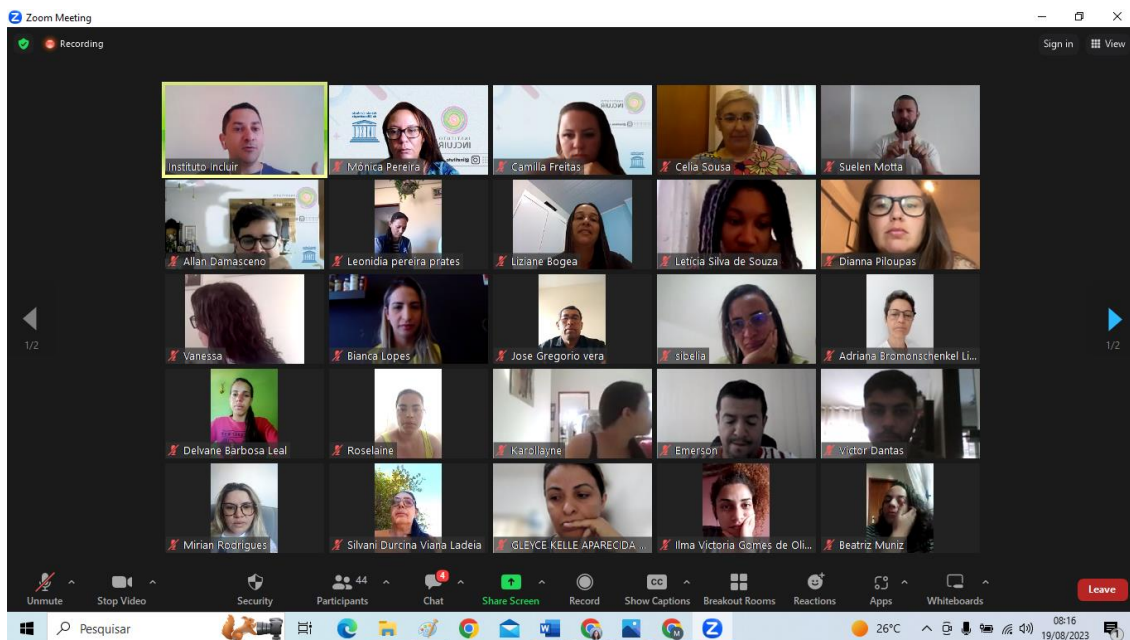 Zoom Meeting
Recording
Sign in
View
Instituto Incluir
Mônica Pereira
Camilla Freitas
Celia Sousa
Suelen Motta
Allan Damasceno
Leonidia pereira prates
Liziane Bogea
Letícia Silva de Souza
Dianna Piloupas
Vanessa
Bianca Lopes
Jose Gregorio vera
sibelia
Adriana Bromonschenkel Li...
1/2
1/2
Delvane Barbosa Leal
Roselaine
Karollayne
Emerson
Victor Dantas
Mirian Rodrigues
Silvani Durcina Viana Ladeia
GLEYCE KELLE APARECIDA ...
Ilma Victoria Gomes de Oli...
Beatriz Muniz
44
4
CC
Unmute
Stop Video
Security
Participants
Chat
Share Screen
Record
Show Captions
Breakout Rooms
Reactions
Apps
Whiteboards
Leave
Pesquisar
26°C
08:16
19/08/2023